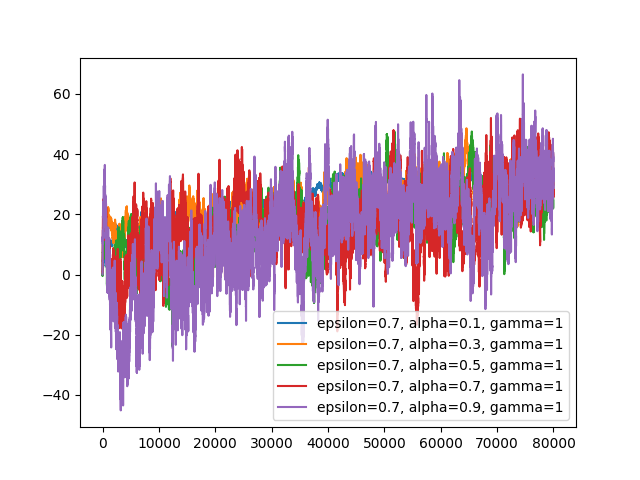 60
40
20
0
−20
−40
epsilon=0.7, alpha=0.1, gamma=1
epsilon=0.7, alpha=0.3, gamma=1
epsilon=0.7, alpha=0.5, gamma=1
epsilon=0.7, alpha=0.7, gamma=1
epsilon=0.7, alpha=0.9, gamma=1
0 10000 20000 30000 40000 50000 60000 70000 80000